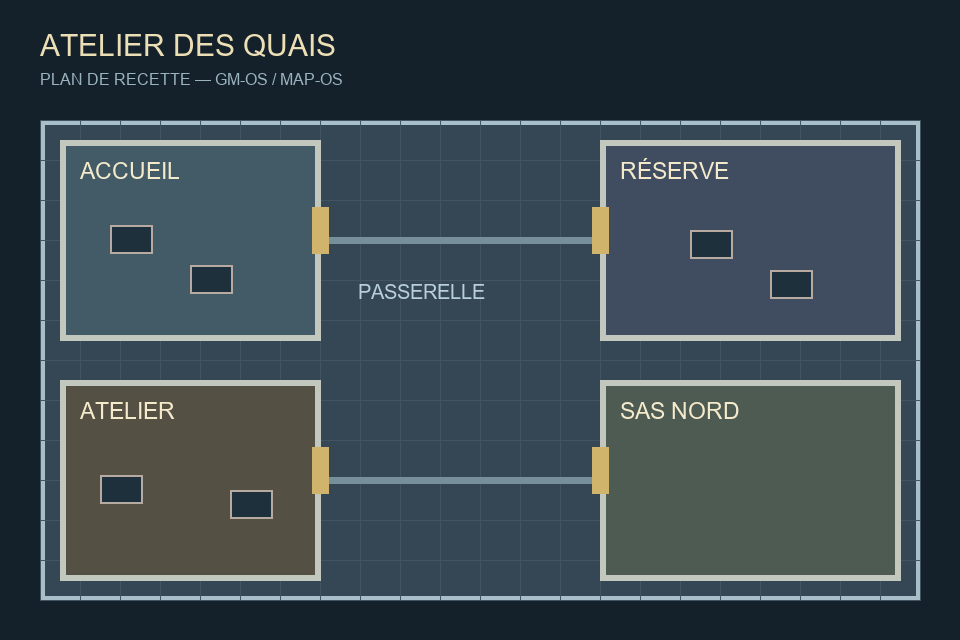 ATELIER DES QUAIS
PLAN DE RECETTE — GM-OS / MAP-OS
ACCUEIL
RÉSERVE
PASSERELLE
ATELIER
SAS NORD